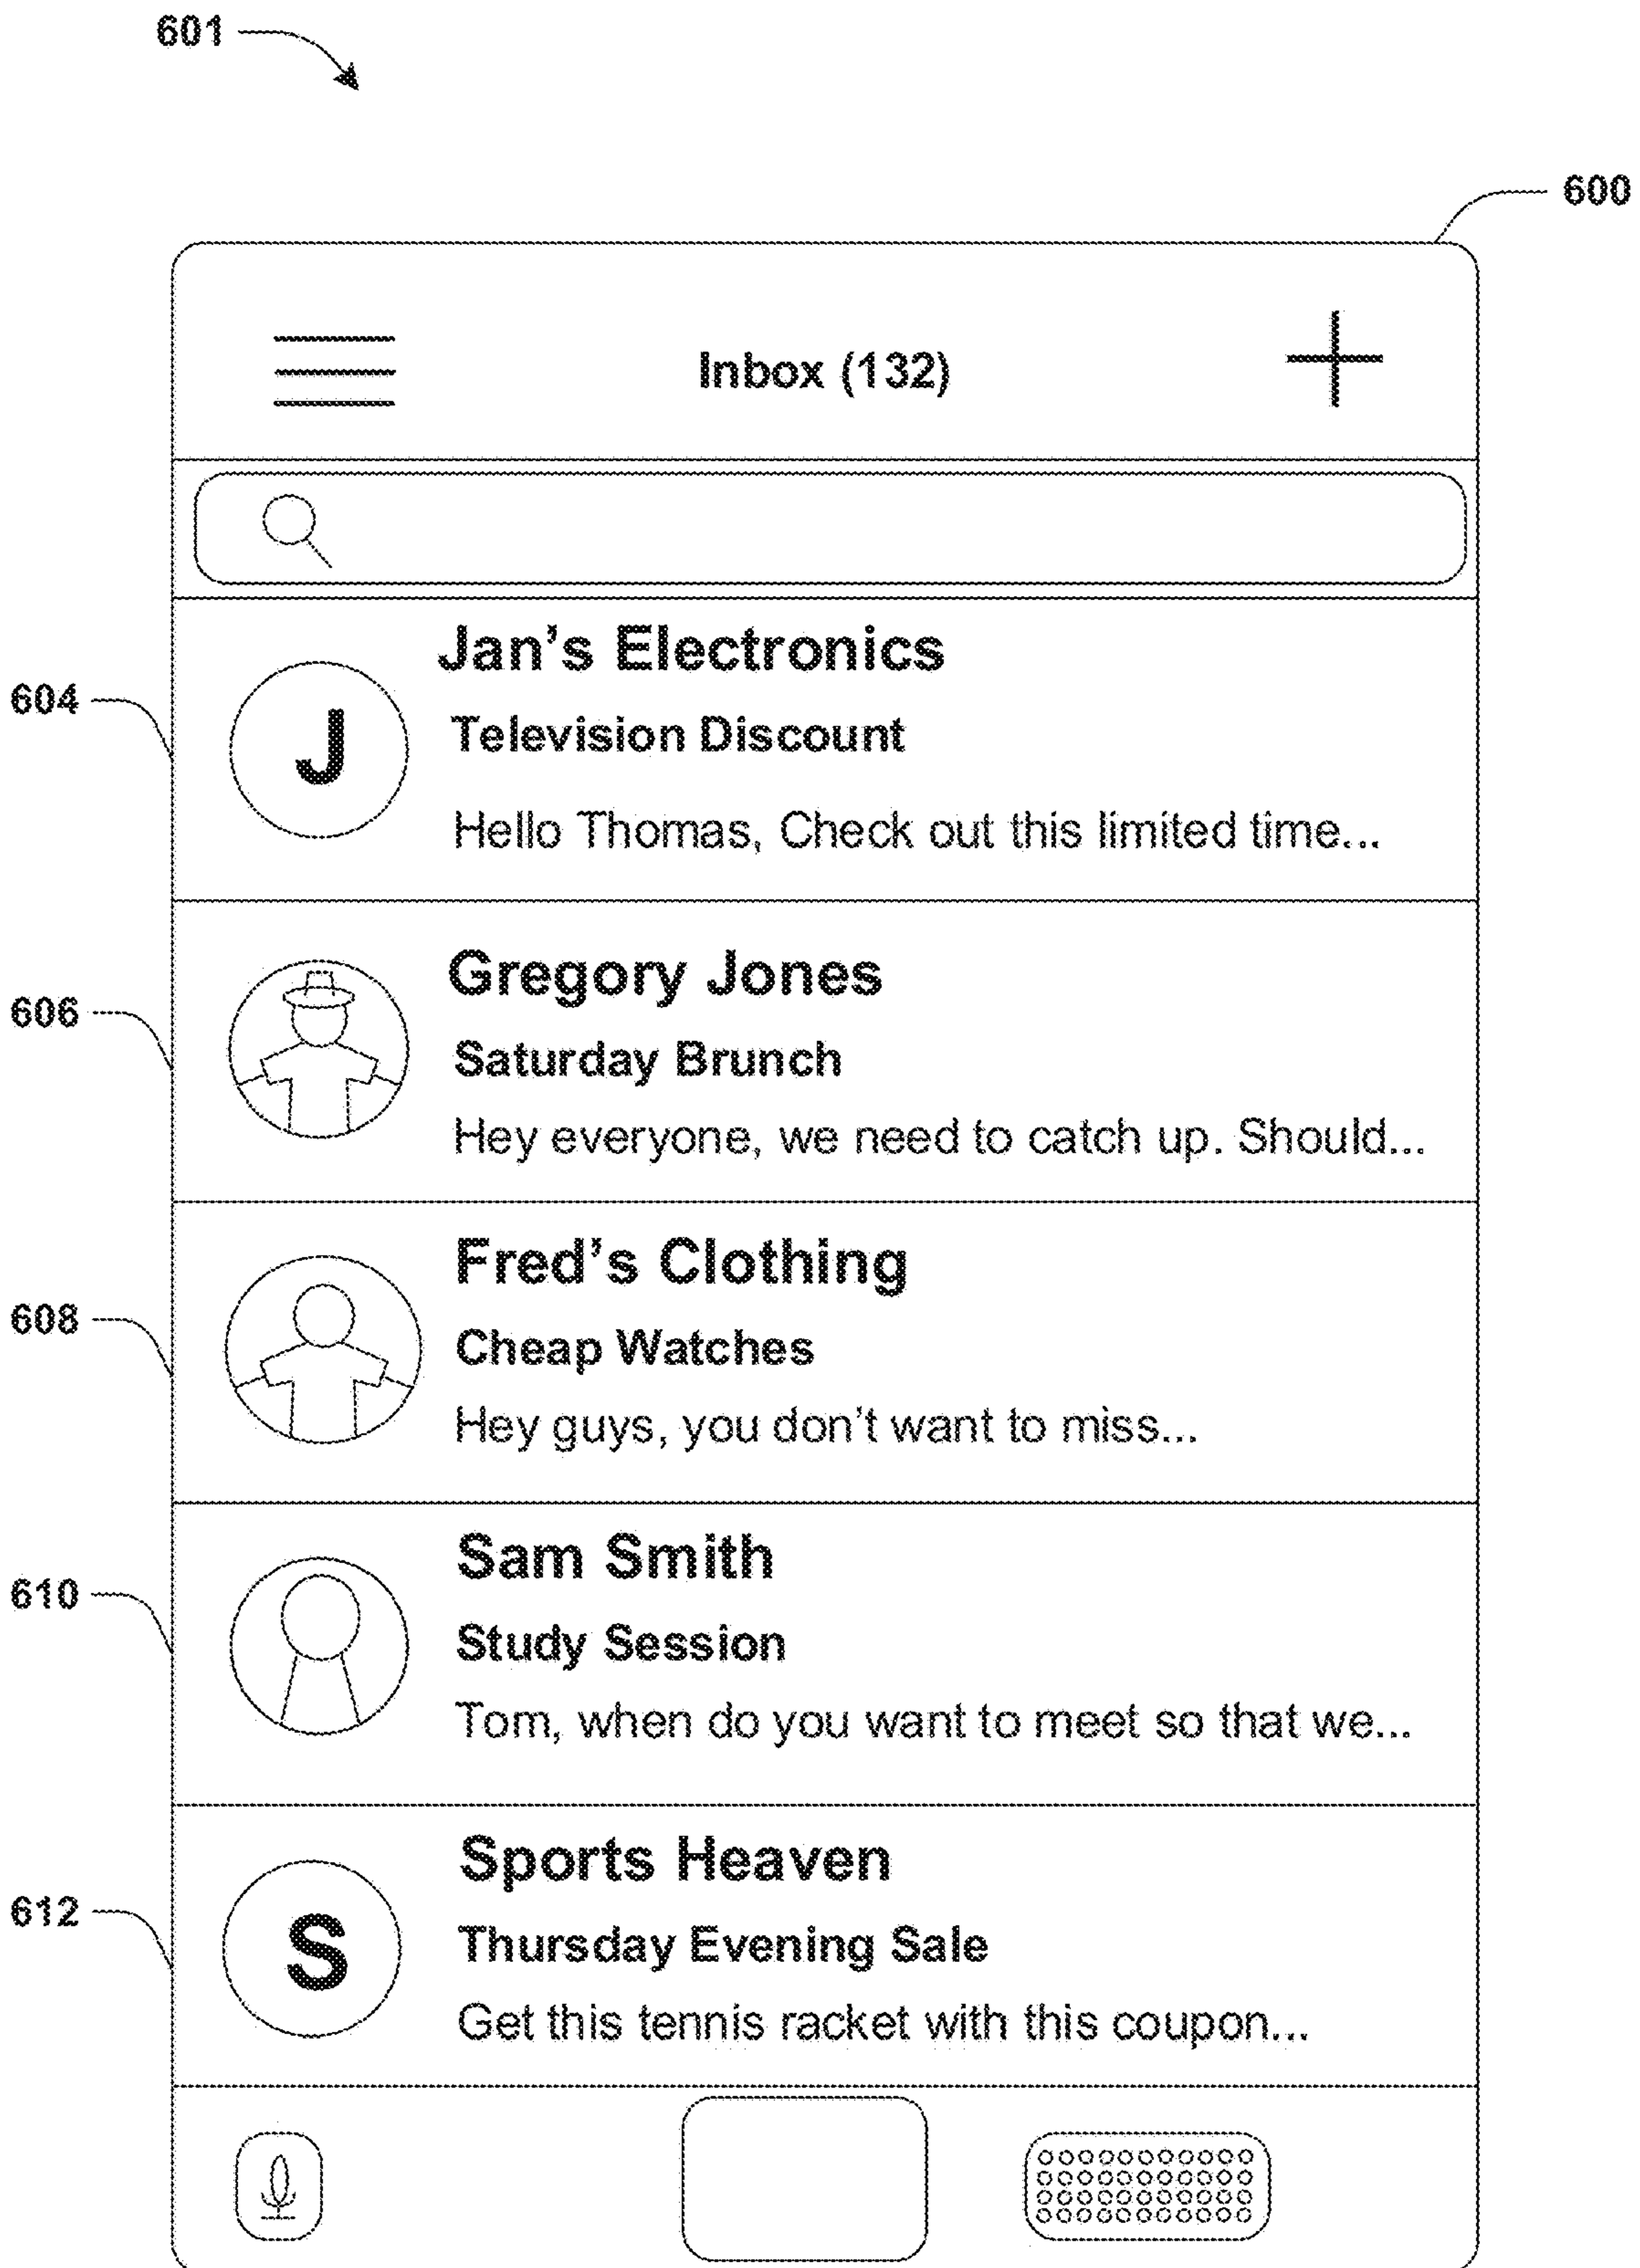 601
600
Inbox (132)
Jan's Electronics
604
J
Television Discount
Hello Thomas, Check out this limited time...
Gregory Jones
606
Saturday Brunch
Hey everyone, we need to catch up. Should...
Fred's Clothing
608
Cheap Watches
Hey guys, you don't want to miss...
Sam Smith
610
Study Session
Tom, when do you want to meet so that we...
Sports Heaven
612
S
Thursday Evening Sale
Get this tennis racket with this coupon...